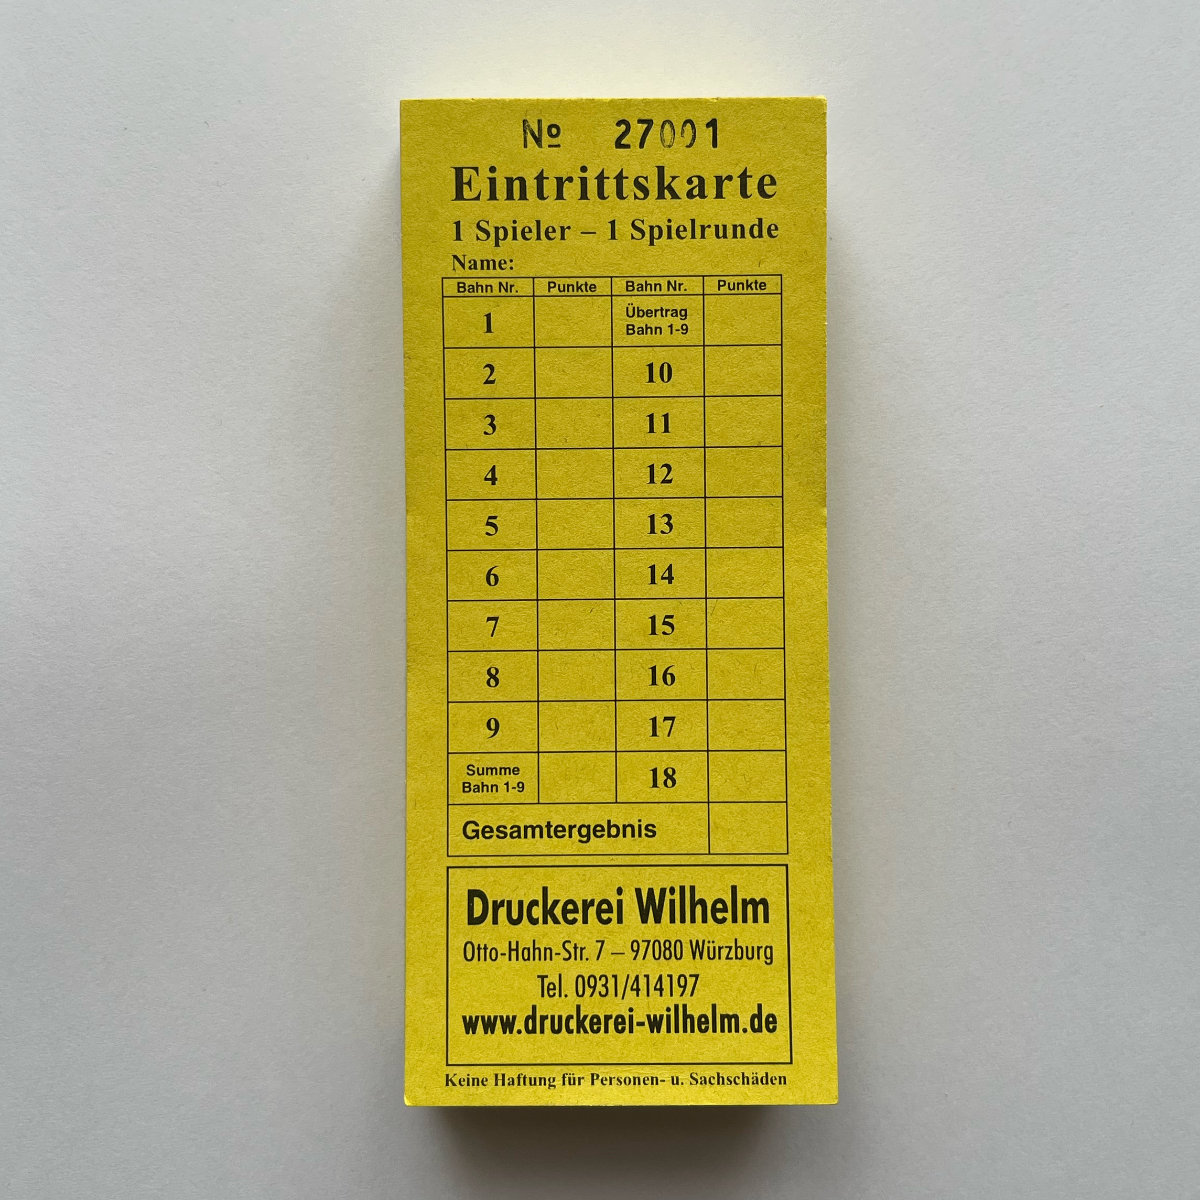 Nº 27001
Eintrittskarte
1 Spieler – 1 Spielrunde
Name:
Bahn Nr. Punkte Bahn Nr. Punkte
1 Übertrag Bahn 1-9
2 10
3 11
4 12
5 13
6 14
7 15
8 16
9 17
Summe Bahn 1-9 18
Gesamtergebnis
Druckerei Wilhelm
Otto-Hahn-Str. 7 – 97080 Würzburg
Tel. 0931/414197
www.druckerei-wilhelm.de
Keine Haftung für Personen- u. Sachschäden